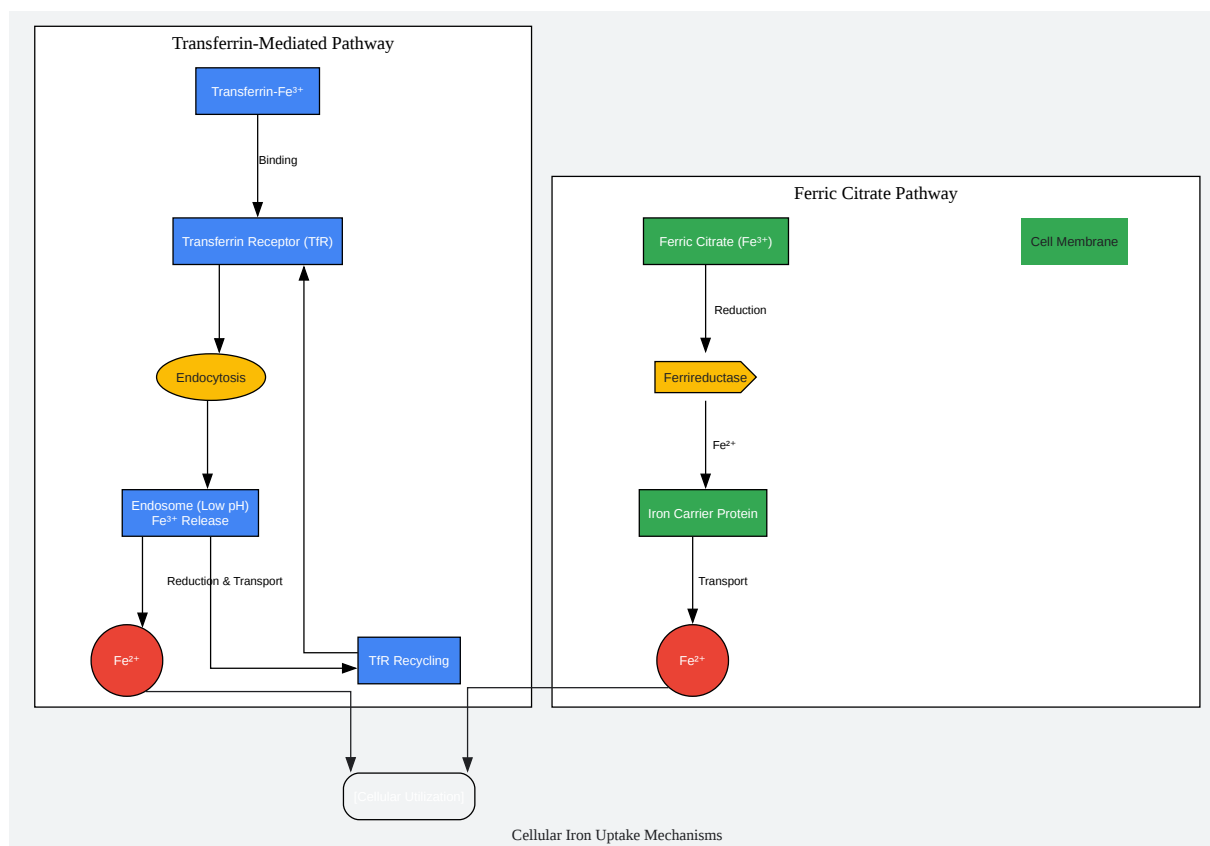 Transferrin-Mediated Pathway
Transferrin-Fe³⁺
Binding
Transferrin Receptor (TfR)
Endocytosis
Endosome (Low pH)
Fe³⁺ Release
Reduction & Transport
Fe²⁺
TfR Recycling
Ferric Citrate Pathway
Ferric Citrate (Fe³⁺)
Cell Membrane
Reduction
Ferrireductase
Fe²⁺
Iron Carrier Protein
Transport
Fe²⁺
[Cellular Utilization]
Cellular Iron Uptake Mechanisms